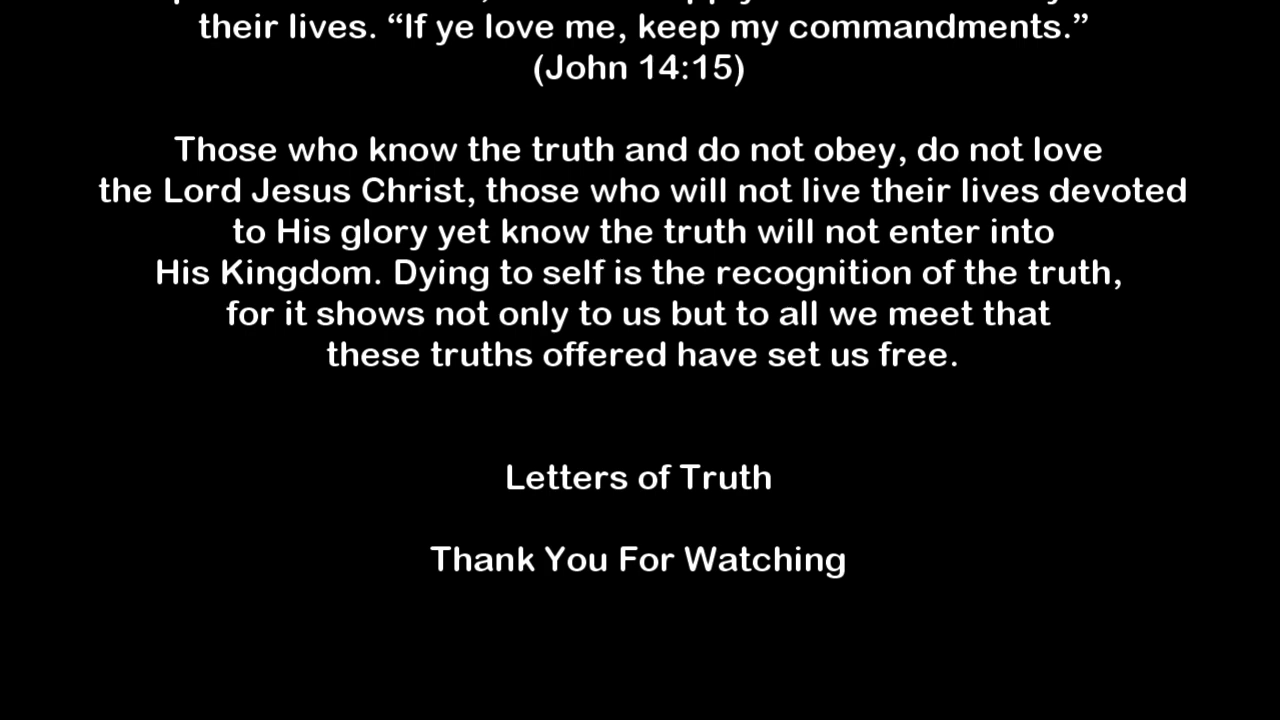 their lives. “If ye love me, keep my commandments.”
(John 14:15)
Those who know the truth and do not obey, do not love
the Lord Jesus Christ, those who will not live their lives devoted
to His glory yet know the truth will not enter into
His Kingdom. Dying to self is the recognition of the truth,
for it shows not only to us but to all we meet that
these truths offered have set us free.
Letters of Truth
Thank You For Watching